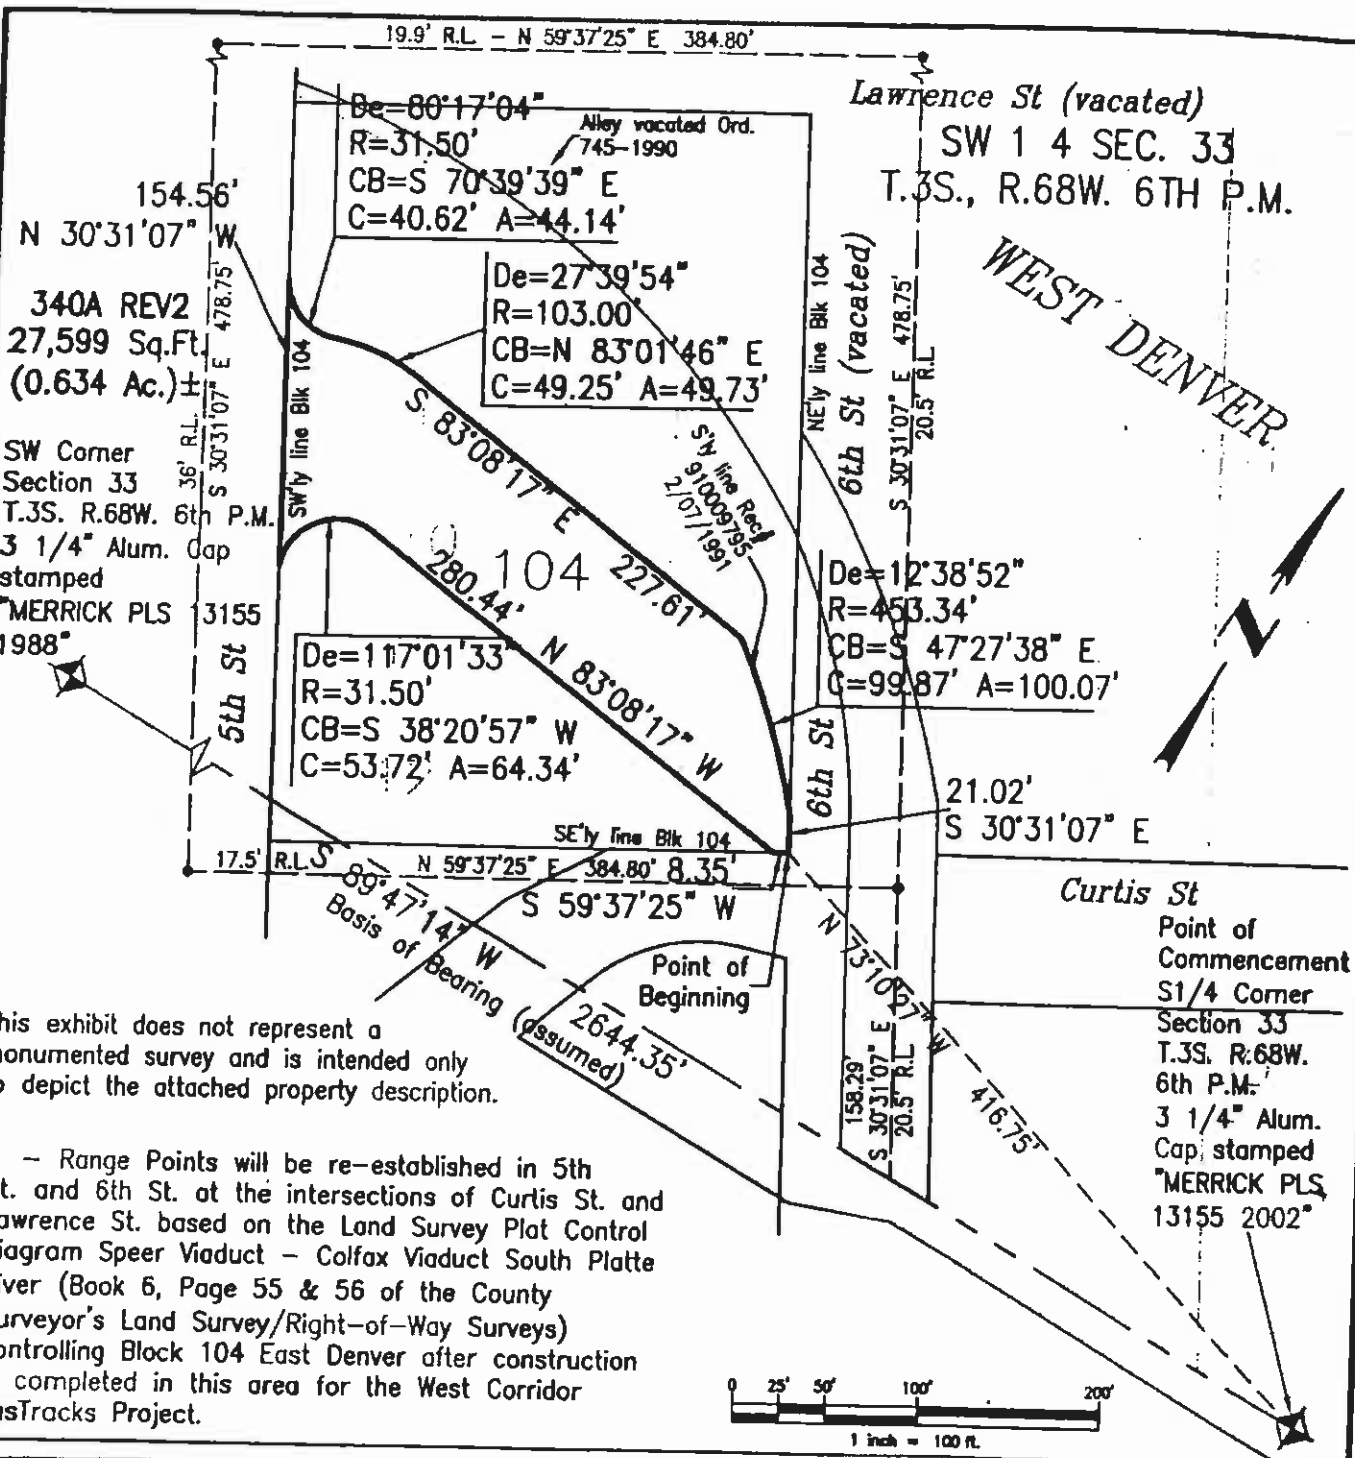 19.9' R.L. - N 59°37'25" E 384.80'
Lawrence St (vacated)
SW 1 4 SEC. 33
T.3S., R.68W. 6TH P.M.
WEST DENVER
De=80°17'04"
R=31.50'
CB=S 70°39'39" E
C=40.62' A=44.14'
Alley vacated Ord.
745-1990
154.56'
N 30°31'07" W
340A REV2
27,599 Sq.Ft.
(0.634 Ac.)±
36' R.L.
S 30°31'07" E 478.75'
SW'ly line Blk 104
De=27°39'54"
R=103.00'
CB=N 83°01'46" E
C=49.25' A=49.73'
NE'ly line Blk 104
6th St (vacated)
S 30°31'07" E 478.75'
20.5' R.L.
SW Corner
Section 33
T.3S. R.68W. 6th P.M.
3 1/4" Alum. Cap
stamped
"MERRICK PLS 13155
1988"
S 83°08'17" E 227.61'
S'ly line Rec#
910009795
2/07/1991
104
280.44' N 83°08'17" W
De=12°38'52"
R=453.34'
CB=S 47°27'38" E
C=99.87' A=100.07'
5th St
De=117°01'33"
R=31.50'
CB=S 38°20'57" W
C=53.72' A=64.34'
6th St
21.02'
S 30°31'07" E
SE'ly line Blk 104
17.5' R.L.
N 59°37'25" E 384.80'
8.35'
S 59°37'25" W
S 89°47'14" W 2644.35'
Basis of Bearing (assumed)
Point of
Beginning
Curtis St
Point of
Commencement
S1/4 Corner
Section 33
T.3S. R.68W.
6th P.M.
3 1/4" Alum.
Cap, stamped
"MERRICK PLS
13155 2002"
N 73°10'27" W 416.75'
158.29'
S 30°31'07" E
20.5' R.L.
his exhibit does not represent a
onumented survey and is intended only
o depict the attached property description.
- Range Points will be re-established in 5th
t. and 6th St. at the intersections of Curtis St. and
awrence St. based on the Land Survey Plat Control
iagram Speer Viaduct - Colfax Viaduct South Platte
iver (Book 6, Page 55 & 56 of the County
urveyor's Land Survey/Right-of-Way Surveys)
ontrolling Block 104 East Denver after construction
completed in this area for the West Corridor
asTracks Project.
N
0 25' 50' 100' 200'
1 inch = 100 ft.